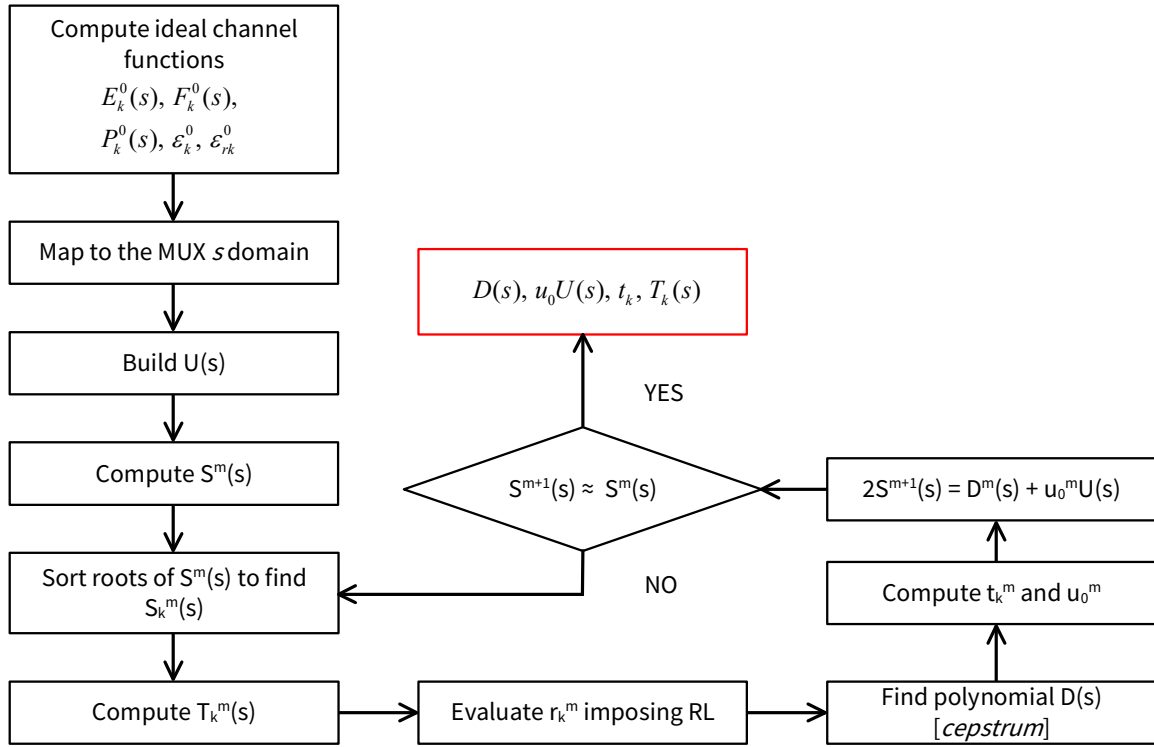 Compute ideal channel
functions
E_k^0(s), F_k^0(s),
P_k^0(s), ε_k^0, ε_{rk}^0
Map to the MUX s domain
Build U(s)
Compute S^m(s)
Sort roots of S^m(s) to find
S_k^m(s)
Compute T_k^m(s)
Evaluate r_k^m imposing RL
Find polynomial D(s)
[cepstrum]
Compute t_k^m and u_0^m
2S^{m+1}(s) = D^m(s) + u_0^m U(s)
S^{m+1}(s) ≈ S^m(s)
NO
YES
D(s), u_0U(s), t_k, T_k(s)